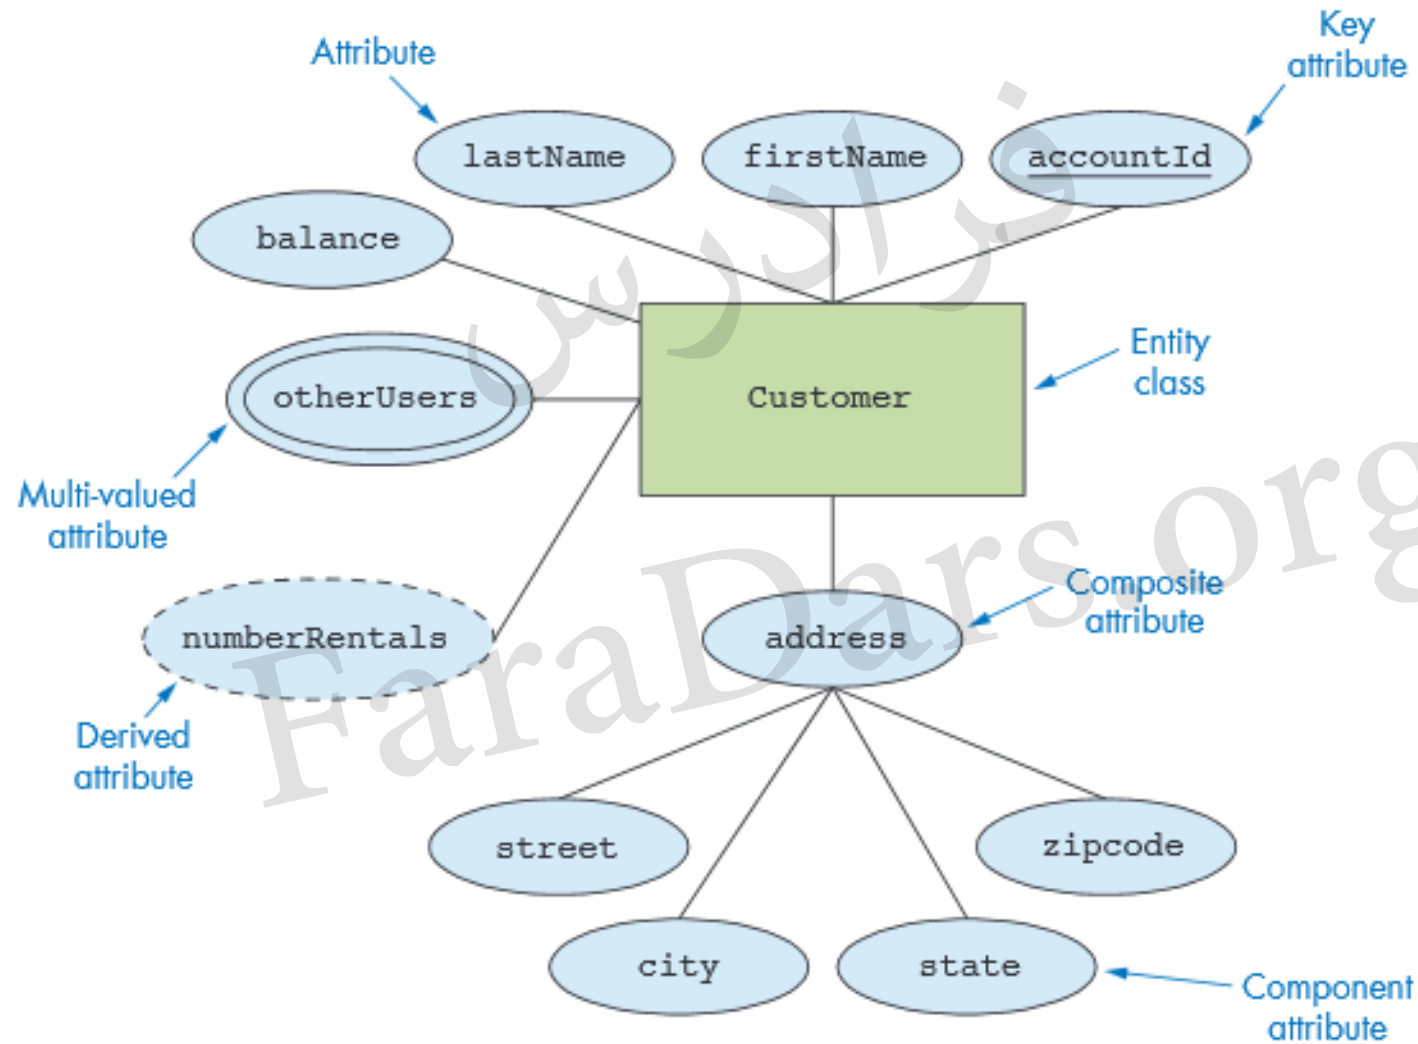 Attribute
Key
attribute
lastName
firstName
accountId
balance
otherUsers
Customer
Entity
class
Multi-valued
attribute
numberRentals
address
Composite
attribute
Derived
attribute
street
zipcode
city
state
Component
attribute
فرادرس
FaraDars.org